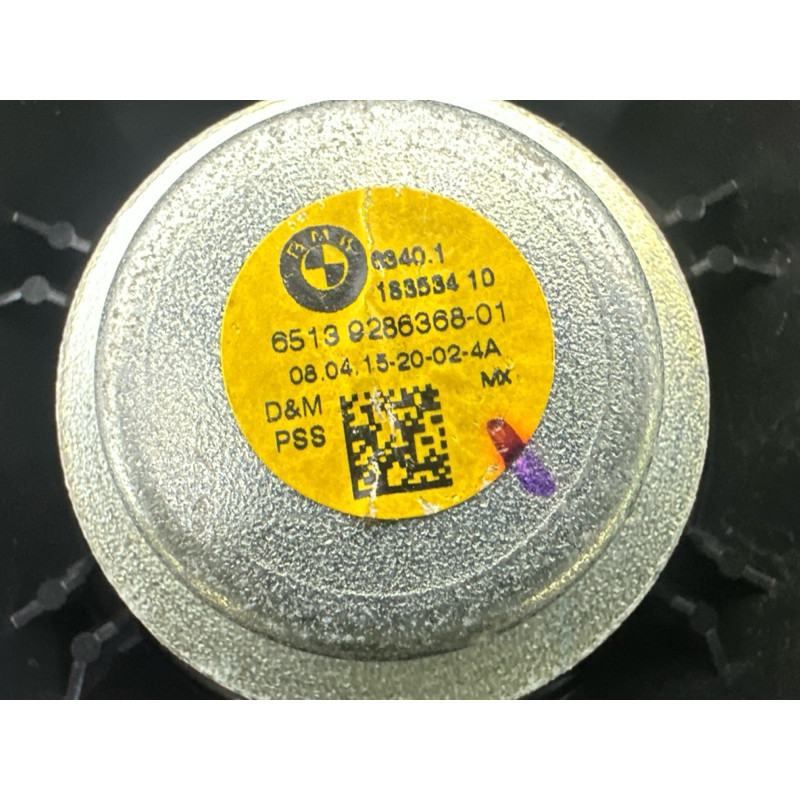 BMW
6340.1
183534 10
6513 9286368-01
08.04.15-20-02-4A
MX
D&M
PSS